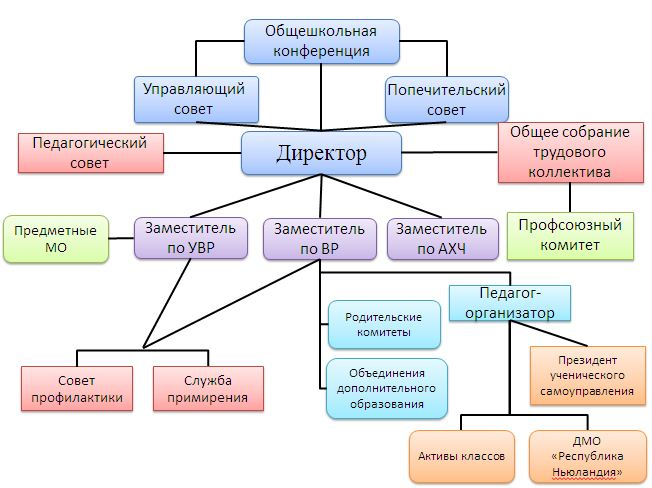 Общешкольная
конференция
Управляющий
совет
Попечительский
совет
Педагогический
совет
Директор
Общее собрание
трудового
коллектива
Предметные
МО
Заместитель
по УВР
Заместитель
по ВР
Заместитель
по АХЧ
Профсоюзный
комитет
Педагог-
организатор
Родительские
комитеты
Совет
профилактики
Служба
примирения
Объединения
дополнительного
образования
Президент
ученического
самоуправления
Активы классов
ДМО
«Республика
Ньюландия»